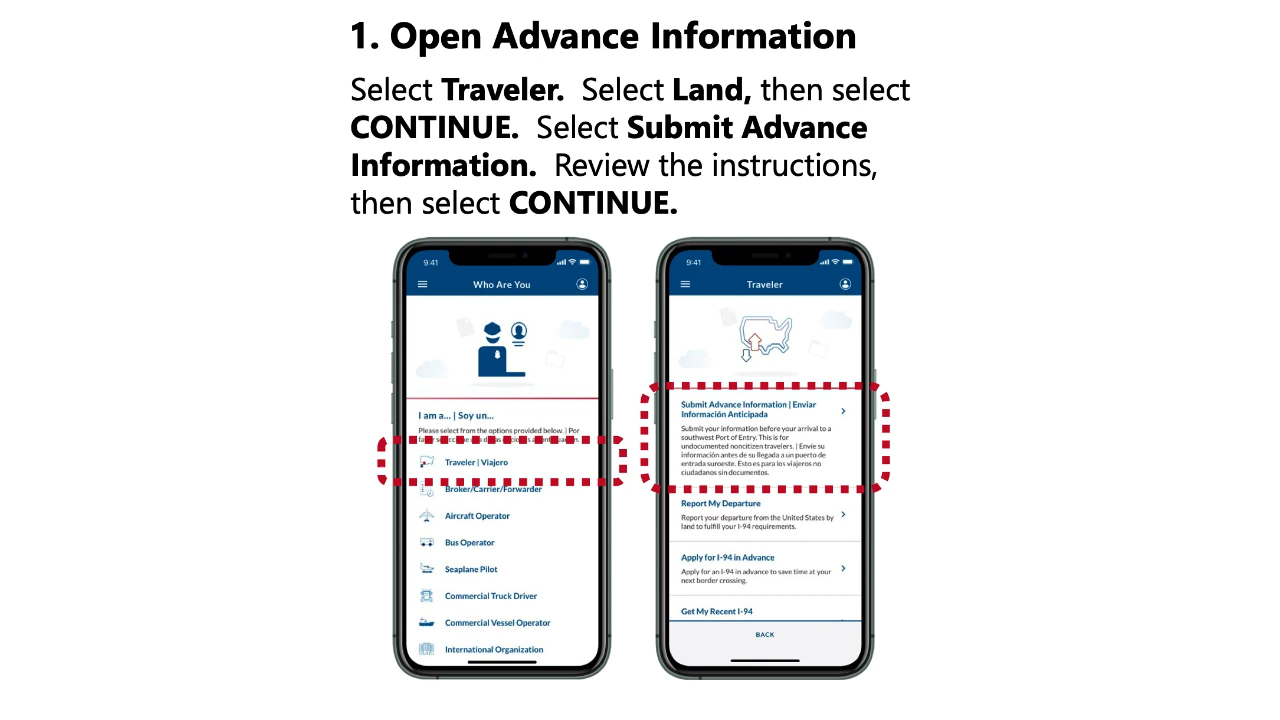 1. Open Advance Information
Select Traveler. Select Land, then select
CONTINUE. Select Submit Advance
Information. Review the instructions,
then select CONTINUE.
9:41
Who Are You
I am a... | Soy un...
Please select from the options provided below. | Por
Traveler | Viajero
Broker/Carrier/Forwarder
Aircraft Operator
Bus Operator
Seaplane Pilot
Commercial Truck Driver
Commercial Vessel Operator
International Organization
9:41
Traveler
Submit Advance Information | Enviar
Información Anticipada
Submit your information before your arrival to a
southwest Port of Entry. This is for
undocumented noncitizen travelers. | Envíe su
información antes de su llegada a un puerto de
entrada suroeste. Esto es para los viajeros no
ciudadanos sin documentos.
Report My Departure
Report your departure from the United States by
land to fulfill your I-94 requirements.
Apply for I-94 in Advance
Apply for an I-94 in advance to save time at your
next border crossing.
Get My Recent I-94
BACK